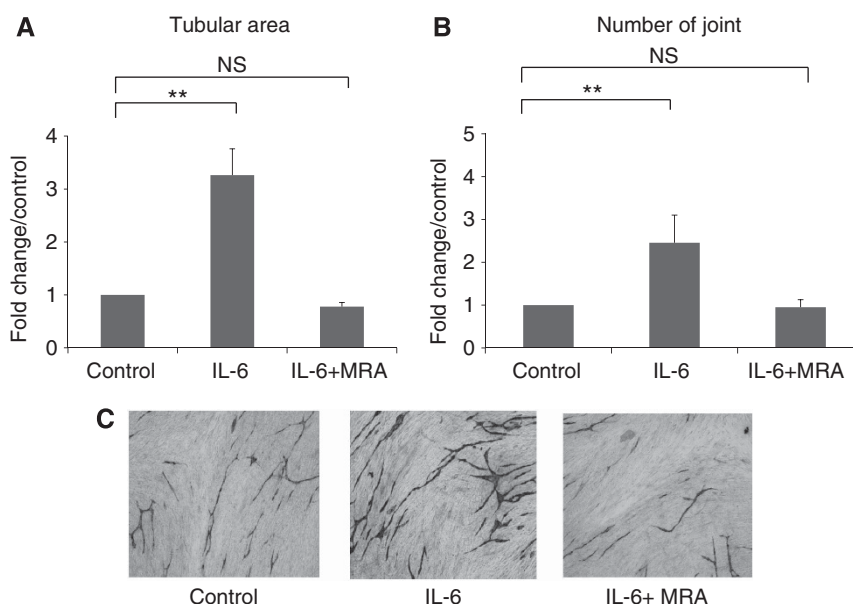 A
Tubular area
NS
**
4
3
2
1
0
Fold change/control
Control
IL-6
IL-6+MRA
B
Number of joint
NS
**
5
4
3
2
1
0
Fold change/control
Control
IL-6
IL-6+MRA
C
Control
IL-6
IL-6+ MRA